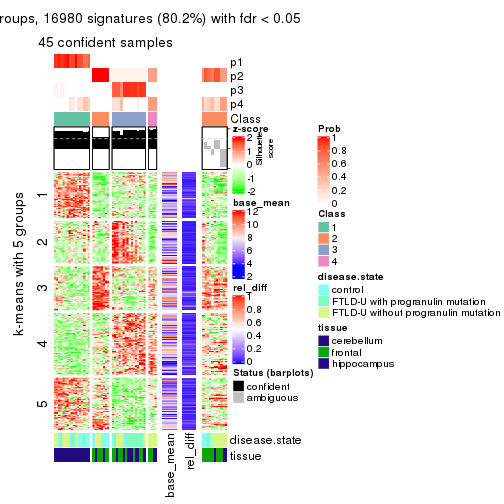 roups, 16980 signatures (80.2%) with fdr < 0.05
45 confident samples
p1
p2
p3
p4
Class
z-score
2
1
0
-1
-2
Silhouette
score
base_mean
12
10
8
6
4
2
rel_diff
1
0.8
0.6
0.4
0.2
0
Status (barplots)
confident
ambiguous
Prob
1
0.8
0.6
0.4
0.2
0
Class
1
2
3
4
disease.state
control
FTLD-U with progranulin mutation
FTLD-U without progranulin mutation
tissue
cerebellum
frontal
hippocampus
k-means with 5 groups
1
2
3
4
5
disease.state
tissue
base_mean
rel_diff